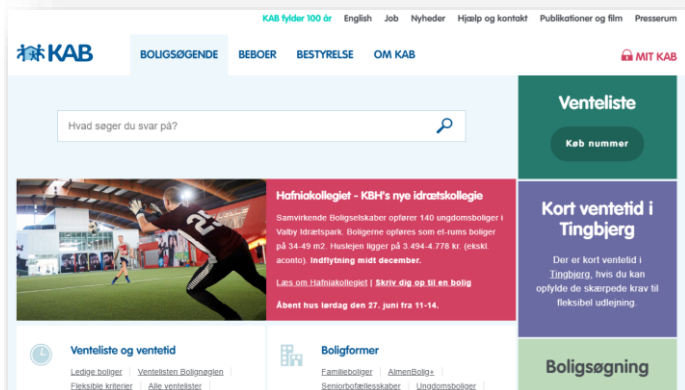 KAB fylder 100 år English Job Nyheder Hjælp og kontakt Publikationer og film Presserum
KAB BOLIGSØGENDE BEBOER BESTYRELSE OM KAB MIT KAB
Hvad søger du svar på?
Venteliste
Køb nummer
Hafniakollegiet - KBH's nye idrætskollegie
Samvirkende Boligselskaber opfører 140 ungdomsboliger i
Valby Idrætspark. Boligerne opføres som et-rums boliger
på 34-49 m2. Huslejen ligger på 3.494-4.778 kr. (ekskl.
aconto). Indflytning midt december.
Læs om Hafniakollegiet | Skriv dig op til en bolig
Åbent hus lørdag den 27. juni fra 11-14.
Kort ventetid i
Tingbjerg
Der er kort ventetid i
Tingbjerg, hvis du kan
opfylde de skærpede krav til
fleksibel udlejning.
Venteliste og ventetid
Ledige boliger | Ventelisten Bolignøglen |
Fleksible kriterier | Alle ventelister |
Boligformer
Familieboliger | AlmenBolig+ |
Seniorbofællesskaber | Ungdomsboliger |
Boligsøgning